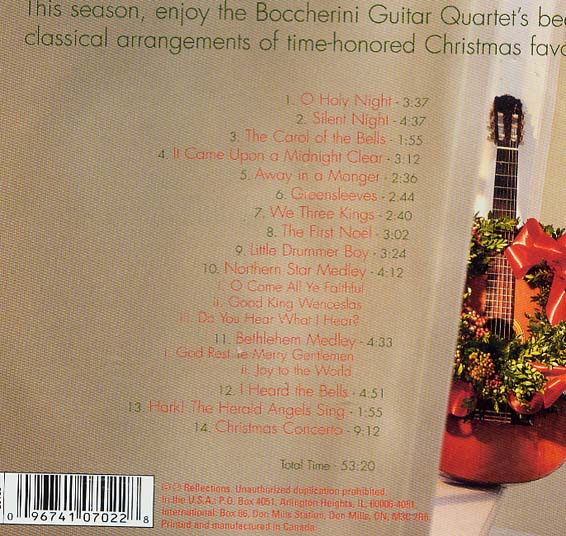 This season, enjoy the Boccherini Guitar Quartet's
classical arrangements of time-honored Christmas
1. O Holy Night - 3:37
2. Silent Night - 4:37
3. The Carol of the Bells - 1:55
4. It Came Upon a Midnight Clear - 3:12
5. Away in a Manger - 2:36
6. Greensleeves - 2:44
7. We Three Kings - 2:40
8. The First Noël - 3:02
9. Little Drummer Boy - 3:24
10. Northern Star Medley - 4:12
i. O Come All Ye Faithful
ii. Good King Wenceslas
iii. Do You Hear What I Hear?
11. Bethlehem Medley - 4:33
i. God Rest Merry Gentlemen
ii. Joy to the World
12. I Heard the Bells - 4:51
13. Hark! The Herald Angels Sing - 1:55
14. Christmas Concerto - 9:12
Total Time - 53:20
Ⓟ © Reflections. Unauthorized duplication prohibited.
In the U.S.A.: P.O. Box 4051, Arlington Heights, IL, 60006-4051.
International: Box 66, Don Mills Station, Don Mills, ON, M3C 2R6
Printed and manufactured in Canada
0 96741 07022 8